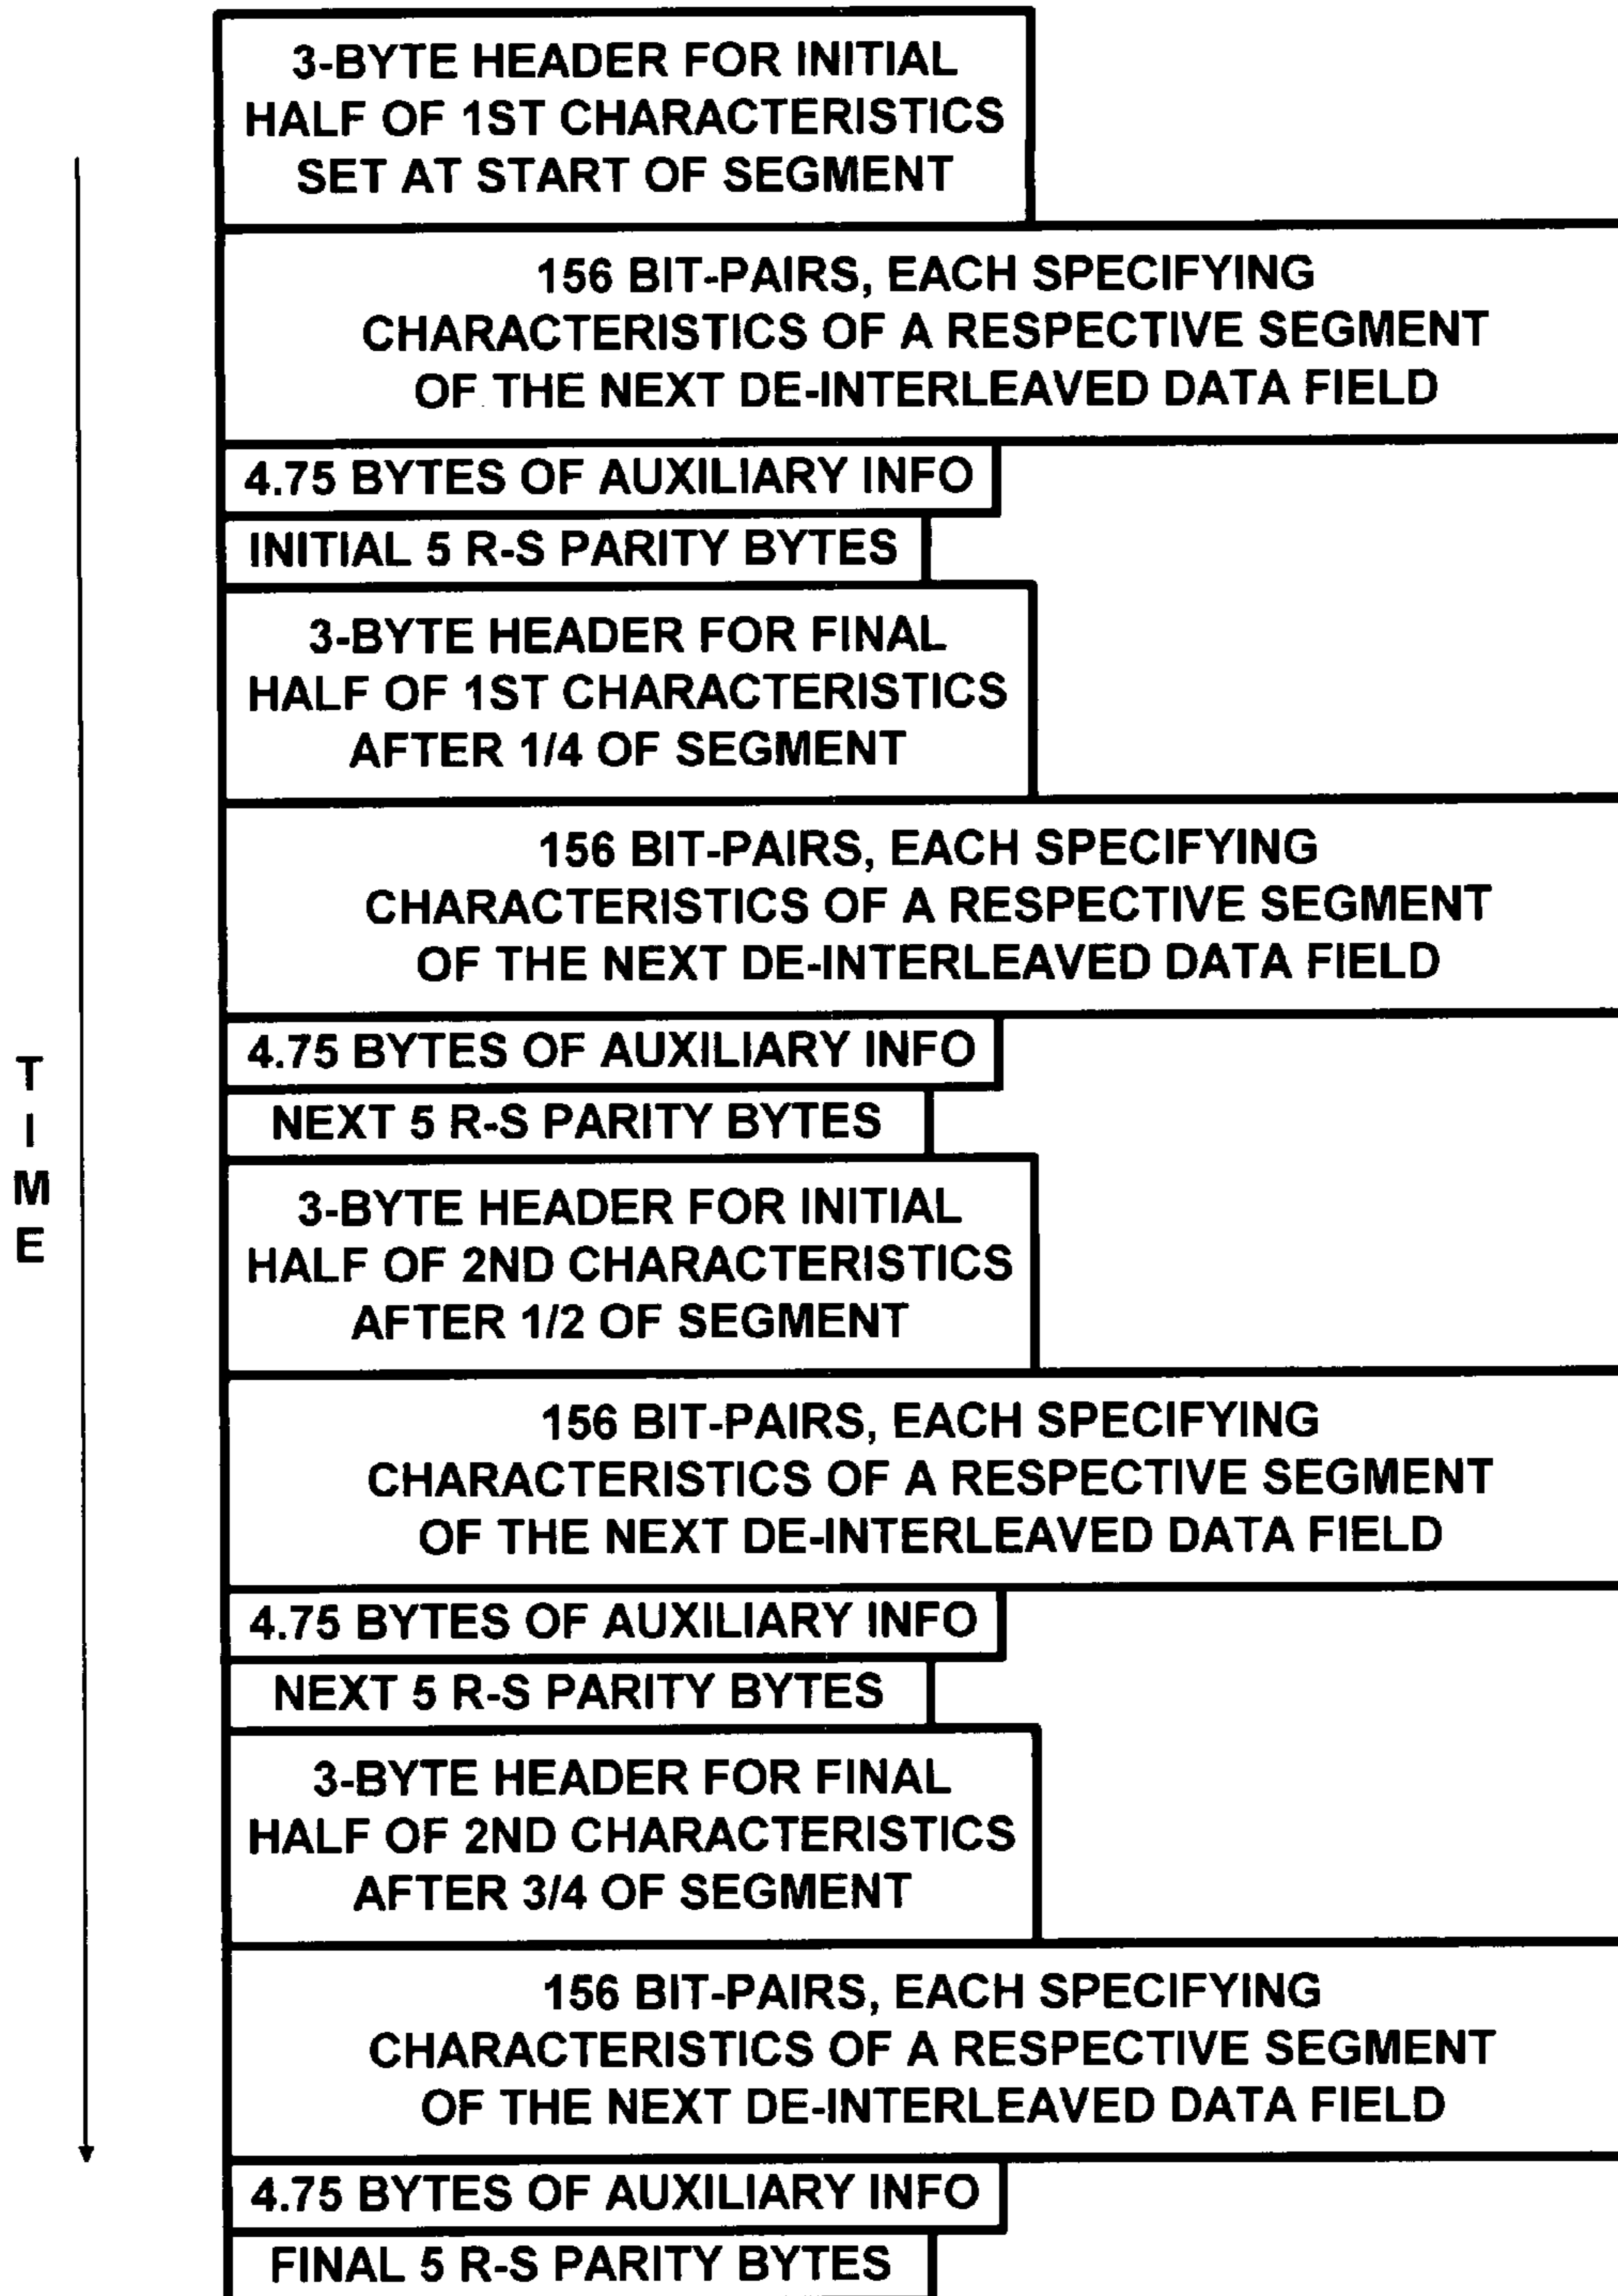 3-BYTE HEADER FOR INITIAL
HALF OF 1ST CHARACTERISTICS
SET AT START OF SEGMENT
156 BIT-PAIRS, EACH SPECIFYING
CHARACTERISTICS OF A RESPECTIVE SEGMENT
OF THE NEXT DE-INTERLEAVED DATA FIELD
4.75 BYTES OF AUXILIARY INFO
INITIAL 5 R-S PARITY BYTES
3-BYTE HEADER FOR FINAL
HALF OF 1ST CHARACTERISTICS
AFTER 1/4 OF SEGMENT
156 BIT-PAIRS, EACH SPECIFYING
CHARACTERISTICS OF A RESPECTIVE SEGMENT
OF THE NEXT DE-INTERLEAVED DATA FIELD
4.75 BYTES OF AUXILIARY INFO
NEXT 5 R-S PARITY BYTES
3-BYTE HEADER FOR INITIAL
HALF OF 2ND CHARACTERISTICS
AFTER 1/2 OF SEGMENT
156 BIT-PAIRS, EACH SPECIFYING
CHARACTERISTICS OF A RESPECTIVE SEGMENT
OF THE NEXT DE-INTERLEAVED DATA FIELD
4.75 BYTES OF AUXILIARY INFO
NEXT 5 R-S PARITY BYTES
3-BYTE HEADER FOR FINAL
HALF OF 2ND CHARACTERISTICS
AFTER 3/4 OF SEGMENT
156 BIT-PAIRS, EACH SPECIFYING
CHARACTERISTICS OF A RESPECTIVE SEGMENT
OF THE NEXT DE-INTERLEAVED DATA FIELD
4.75 BYTES OF AUXILIARY INFO
FINAL 5 R-S PARITY BYTES
TIME